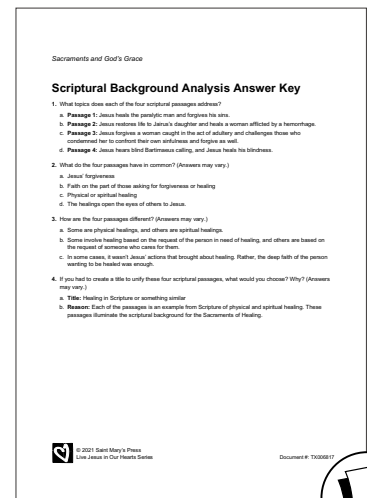 Sacraments and God's Grace
Scriptural Background Analysis Answer Key
1. What topics does each of the four scriptural passages address?
a. Passage 1: Jesus heals the paralytic man and forgives his sins.
b. Passage 2: Jesus restores life to Jairus's daughter and heals a woman afflicted by a hemorrhage.
c. Passage 3: Jesus forgives a woman caught in the act of adultery and challenges those who
condemned her to confront their own sinfulness and forgive as well.
d. Passage 4: Jesus hears blind Bartimaeus calling, and Jesus heals his blindness.
2. What do the four passages have in common? (Answers may vary.)
a. Jesus' forgiveness
b. Faith on the part of those asking for forgiveness or healing
c. Physical or spiritual healing
d. The healings open the eyes of others to Jesus.
3. How are the four passages different? (Answers may vary.)
a. Some are physical healings, and others are spiritual healings.
b. Some involve healing based on the request of the person in need of healing, and others are based on
the request of someone who cares for them.
c. In some cases, it wasn't Jesus' actions that brought about healing. Rather, the deep faith of the person
wanting to be healed was enough.
4. If you had to create a title to unify these four scriptural passages, what would you choose? Why? (Answers
may vary.)
a. Title: Healing in Scripture or something similar
b. Reason: Each of the passages is an example from Scripture of physical and spiritual healing. These
passages illuminate the scriptural background for the Sacraments of Healing.
© 2021 Saint Mary's Press
Live Jesus in Our Hearts Series
Document #: TX006817